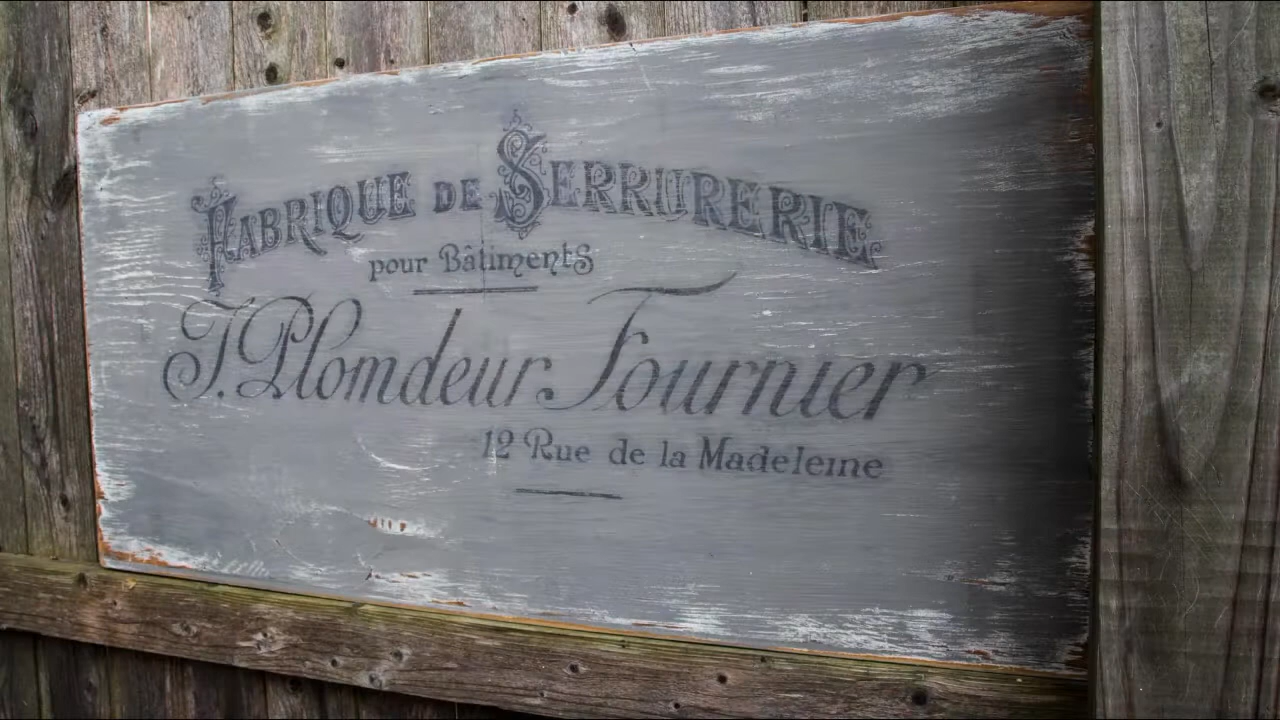 FABRIQUE DE SERRURERIE
pour Bâtiments
J. Plomdeur Fournier
12 Rue de la Madeleine